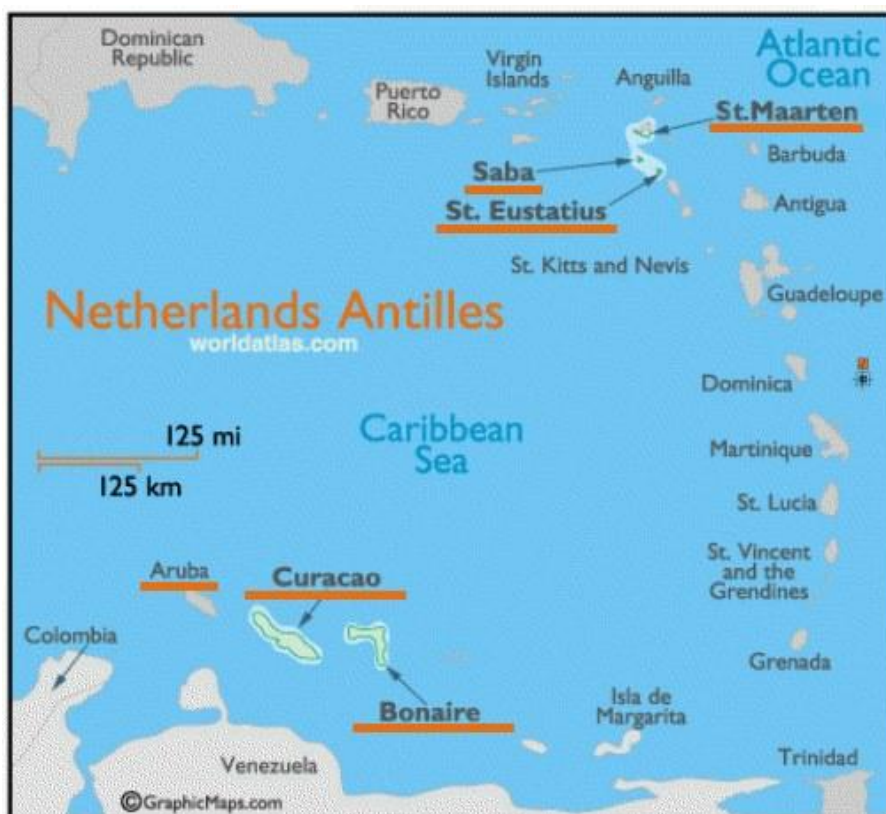 Dominican
Republic
Atlantic
Ocean
Virgin
Islands
Anguilla
Puerto
Rico
St.Maarten
Barbuda
Saba
St. Eustatius
Antigua
St. Kitts and Nevis
Guadeloupe
Netherlands Antilles
worldatlas.com
Dominica
125 mi
125 km
Caribbean
Sea
Martinique
St. Lucia
St. Vincent
and the
Grendines
Aruba
Curacao
Colombia
Grenada
Bonaire
Isla de
Margarita
Venezuela
Trinidad
©GraphicMaps.com